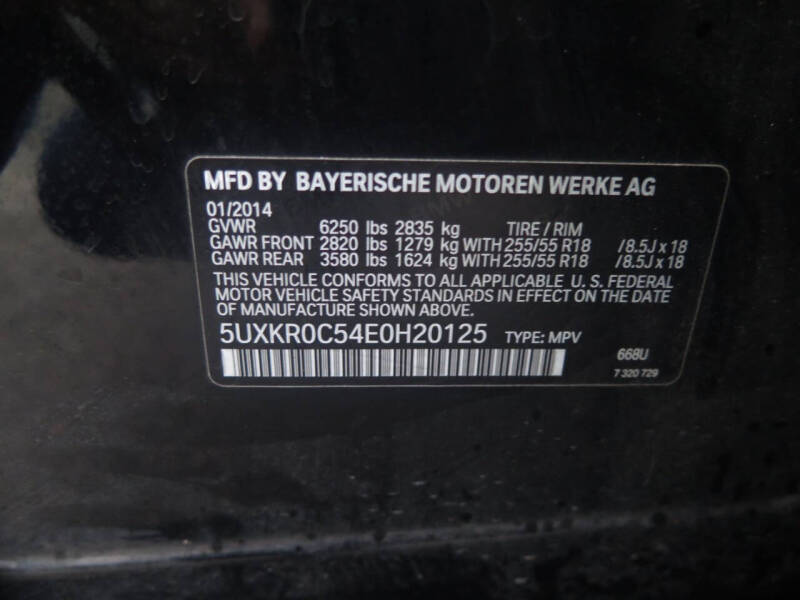 MFD BY BAYERISCHE MOTOREN WERKE AG
01/2014
GVWR 6250 lbs 2835 kg TIRE / RIM
GAWR FRONT 2820 lbs 1279 kg WITH 255/55 R18 /8.5J x 18
GAWR REAR 3580 lbs 1624 kg WITH 255/55 R18 /8.5J x 18
THIS VEHICLE CONFORMS TO ALL APPLICABLE U. S. FEDERAL
MOTOR VEHICLE SAFETY STANDARDS IN EFFECT ON THE DATE
OF MANUFACTURE SHOWN ABOVE.
5UXKR0C54E0H20125 TYPE: MPV
668U
7 320 729